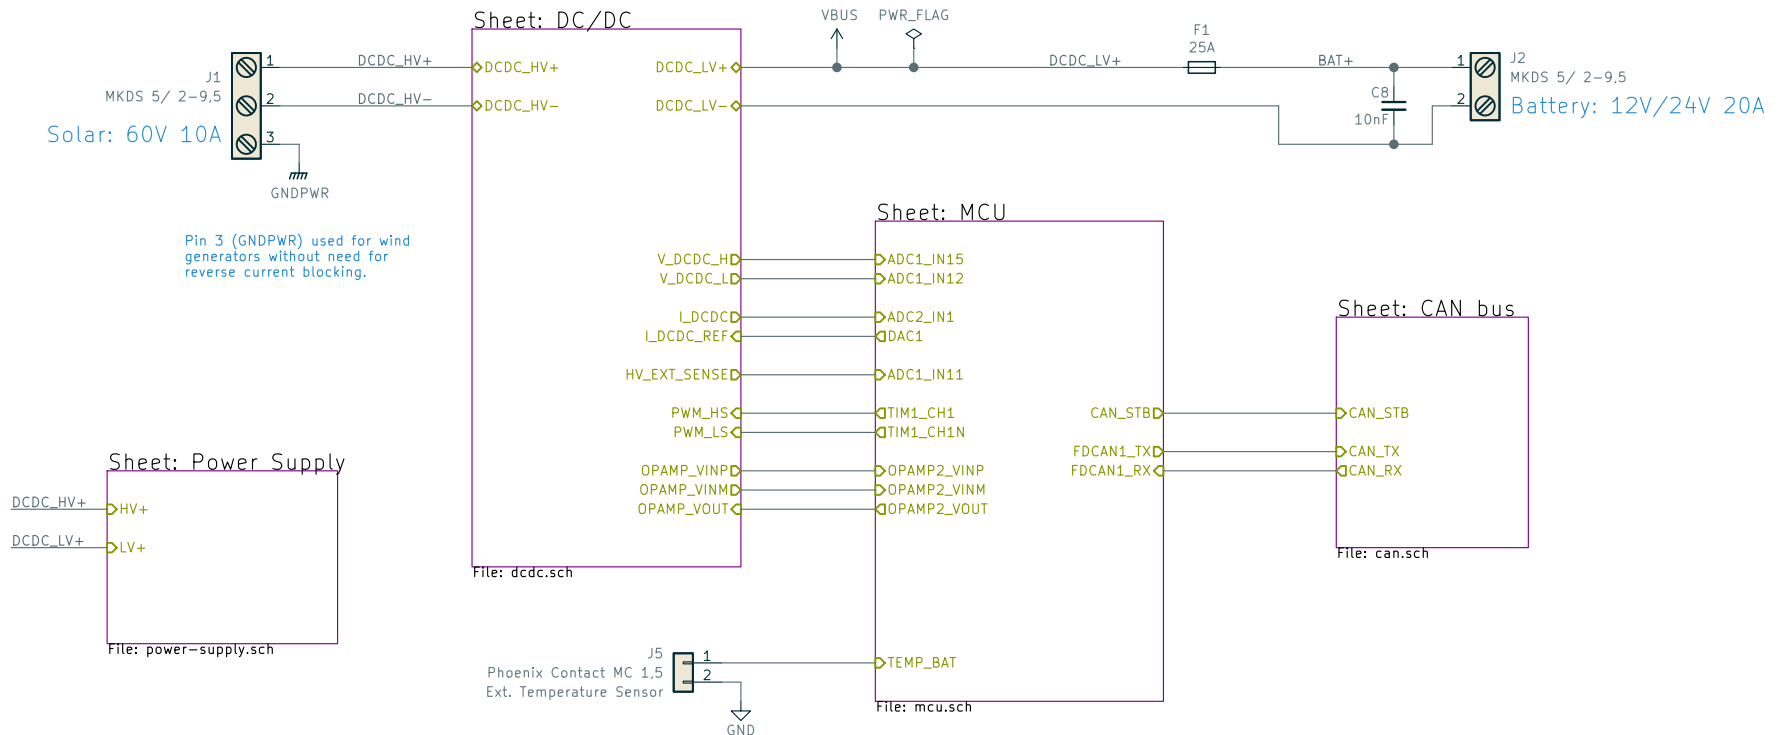 Sheet: DC/DC
VBUS
PWR_FLAG
F1
25A
J1
MKDS 5/ 2-9,5
Solar: 60V 10A
1
2
3
DCDC_HV+
DCDC_HV-
GNDPWR
DCDC_HV+
DCDC_HV-
DCDC_LV+
DCDC_LV-
DCDC_LV+
BAT+
C8
10nF
1
2
J2
MKDS 5/ 2-9,5
Battery: 12V/24V 20A
Pin 3 (GNDPWR) used for wind
generators without need for
reverse current blocking.
V_DCDC_H
V_DCDC_L
I_DCDC
I_DCDC_REF
HV_EXT_SENSE
PWM_HS
PWM_LS
OPAMP_VINP
OPAMP_VINM
OPAMP_VOUT
File: dcdc.sch
Sheet: MCU
ADC1_IN15
ADC1_IN12
ADC2_IN1
DAC1
ADC1_IN11
TIM1_CH1
TIM1_CH1N
OPAMP2_VINP
OPAMP2_VINM
OPAMP2_VOUT
TEMP_BAT
CAN_STB
FDCAN1_TX
FDCAN1_RX
File: mcu.sch
Sheet: CAN bus
CAN_STB
CAN_TX
CAN_RX
File: can.sch
Sheet: Power Supply
DCDC_HV+
DCDC_LV+
HV+
LV+
File: power-supply.sch
J5
Phoenix Contact MC 1,5
Ext. Temperature Sensor
1
2
GND